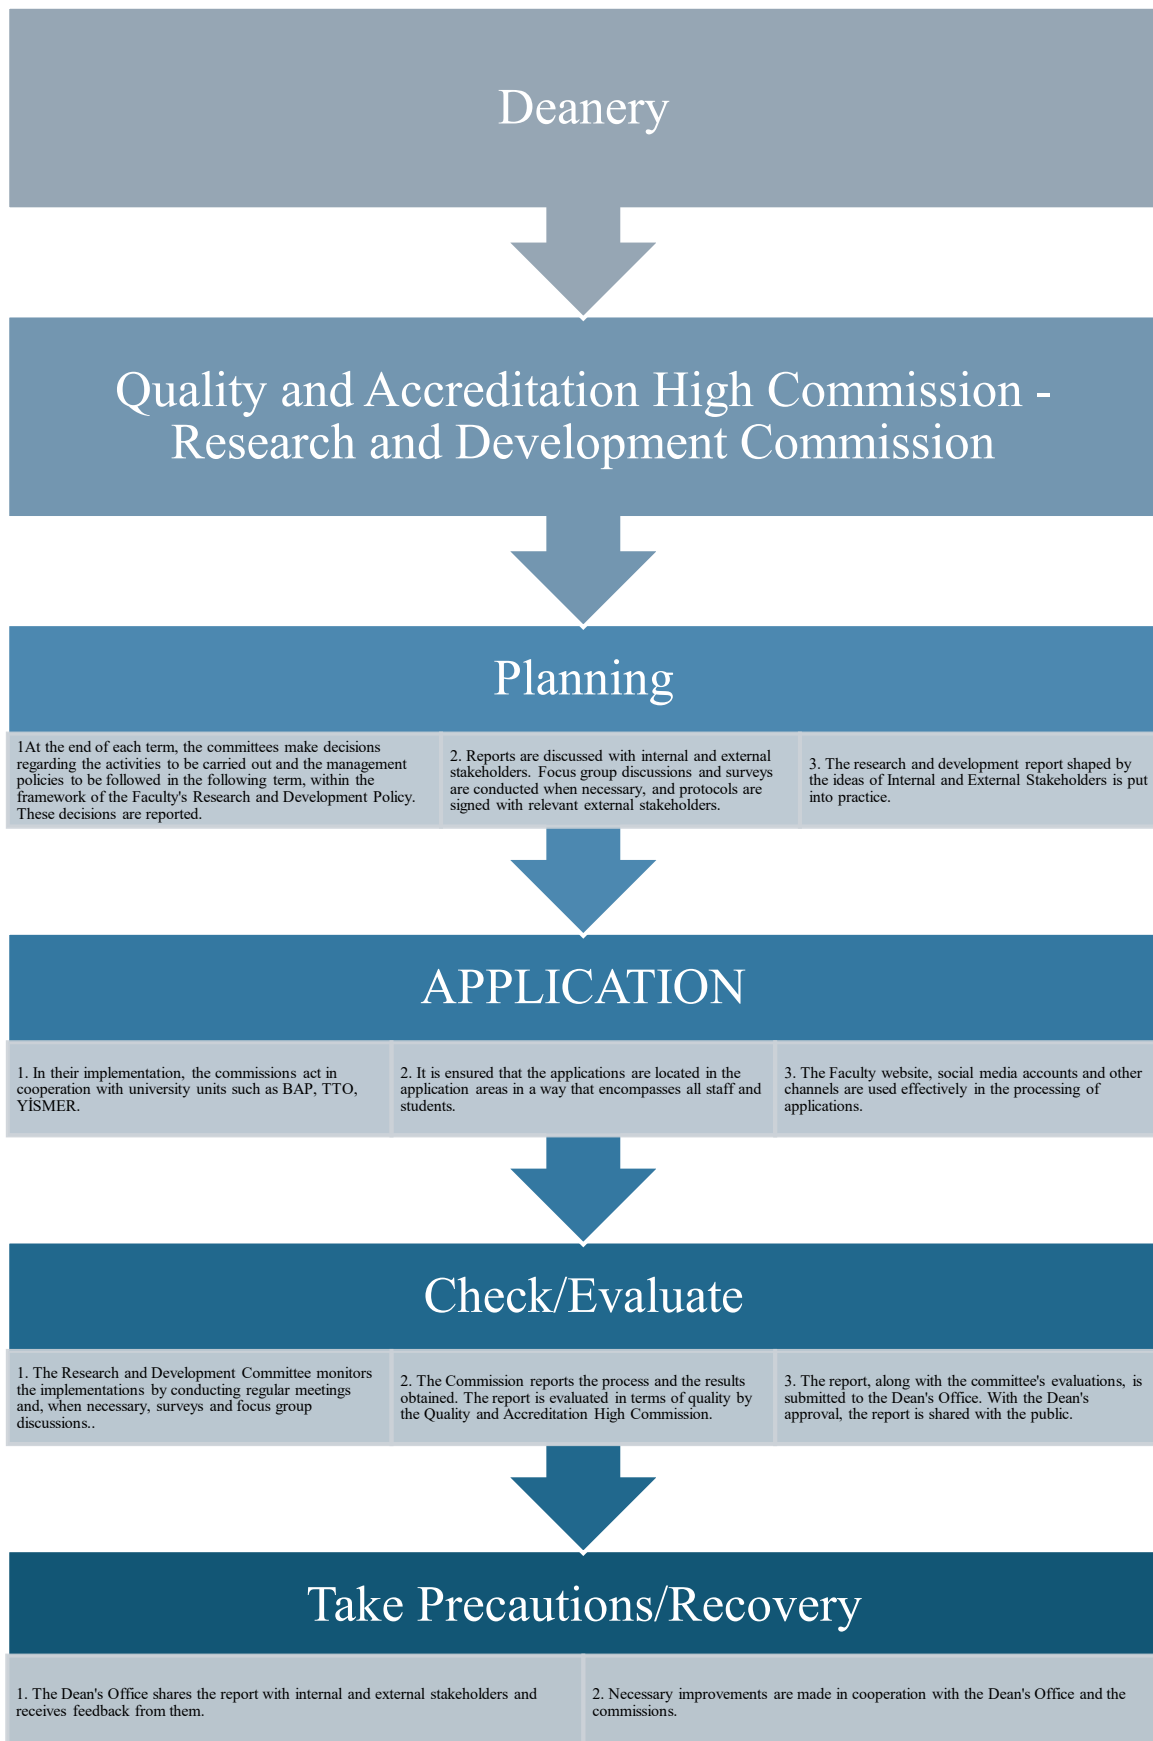 Deanery
Quality and Accreditation High Commission -
Research and Development Commission
Planning
1At the end of each term, the committees make decisions
regarding the activities to be carried out and the management
policies to be followed in the following term, within the
framework of the Faculty's Research and Development Policy.
These decisions are reported.
2. Reports are discussed with internal and external
stakeholders. Focus group discussions and surveys
are conducted when necessary, and protocols are
signed with relevant external stakeholders.
3. The research and development report shaped by
the ideas of Internal and External Stakeholders is put
into practice.
APPLICATION
1. In their implementation, the commissions act in
cooperation with university units such as BAP, TTO,
YİSMER.
2. It is ensured that the applications are located in the
application areas in a way that encompasses all staff and
students.
3. The Faculty website, social media accounts and other
channels are used effectively in the processing of
applications.
Check/Evaluate
1. The Research and Development Committee monitors
the implementations by conducting regular meetings
and, when necessary, surveys and focus group
discussions..
2. The Commission reports the process and the results
obtained. The report is evaluated in terms of quality by
the Quality and Accreditation High Commission.
3. The report, along with the committee's evaluations, is
submitted to the Dean's Office. With the Dean's
approval, the report is shared with the public.
Take Precautions/Recovery
1. The Dean's Office shares the report with internal and external stakeholders and
receives feedback from them.
2. Necessary improvements are made in cooperation with the Dean's Office and the
commissions.